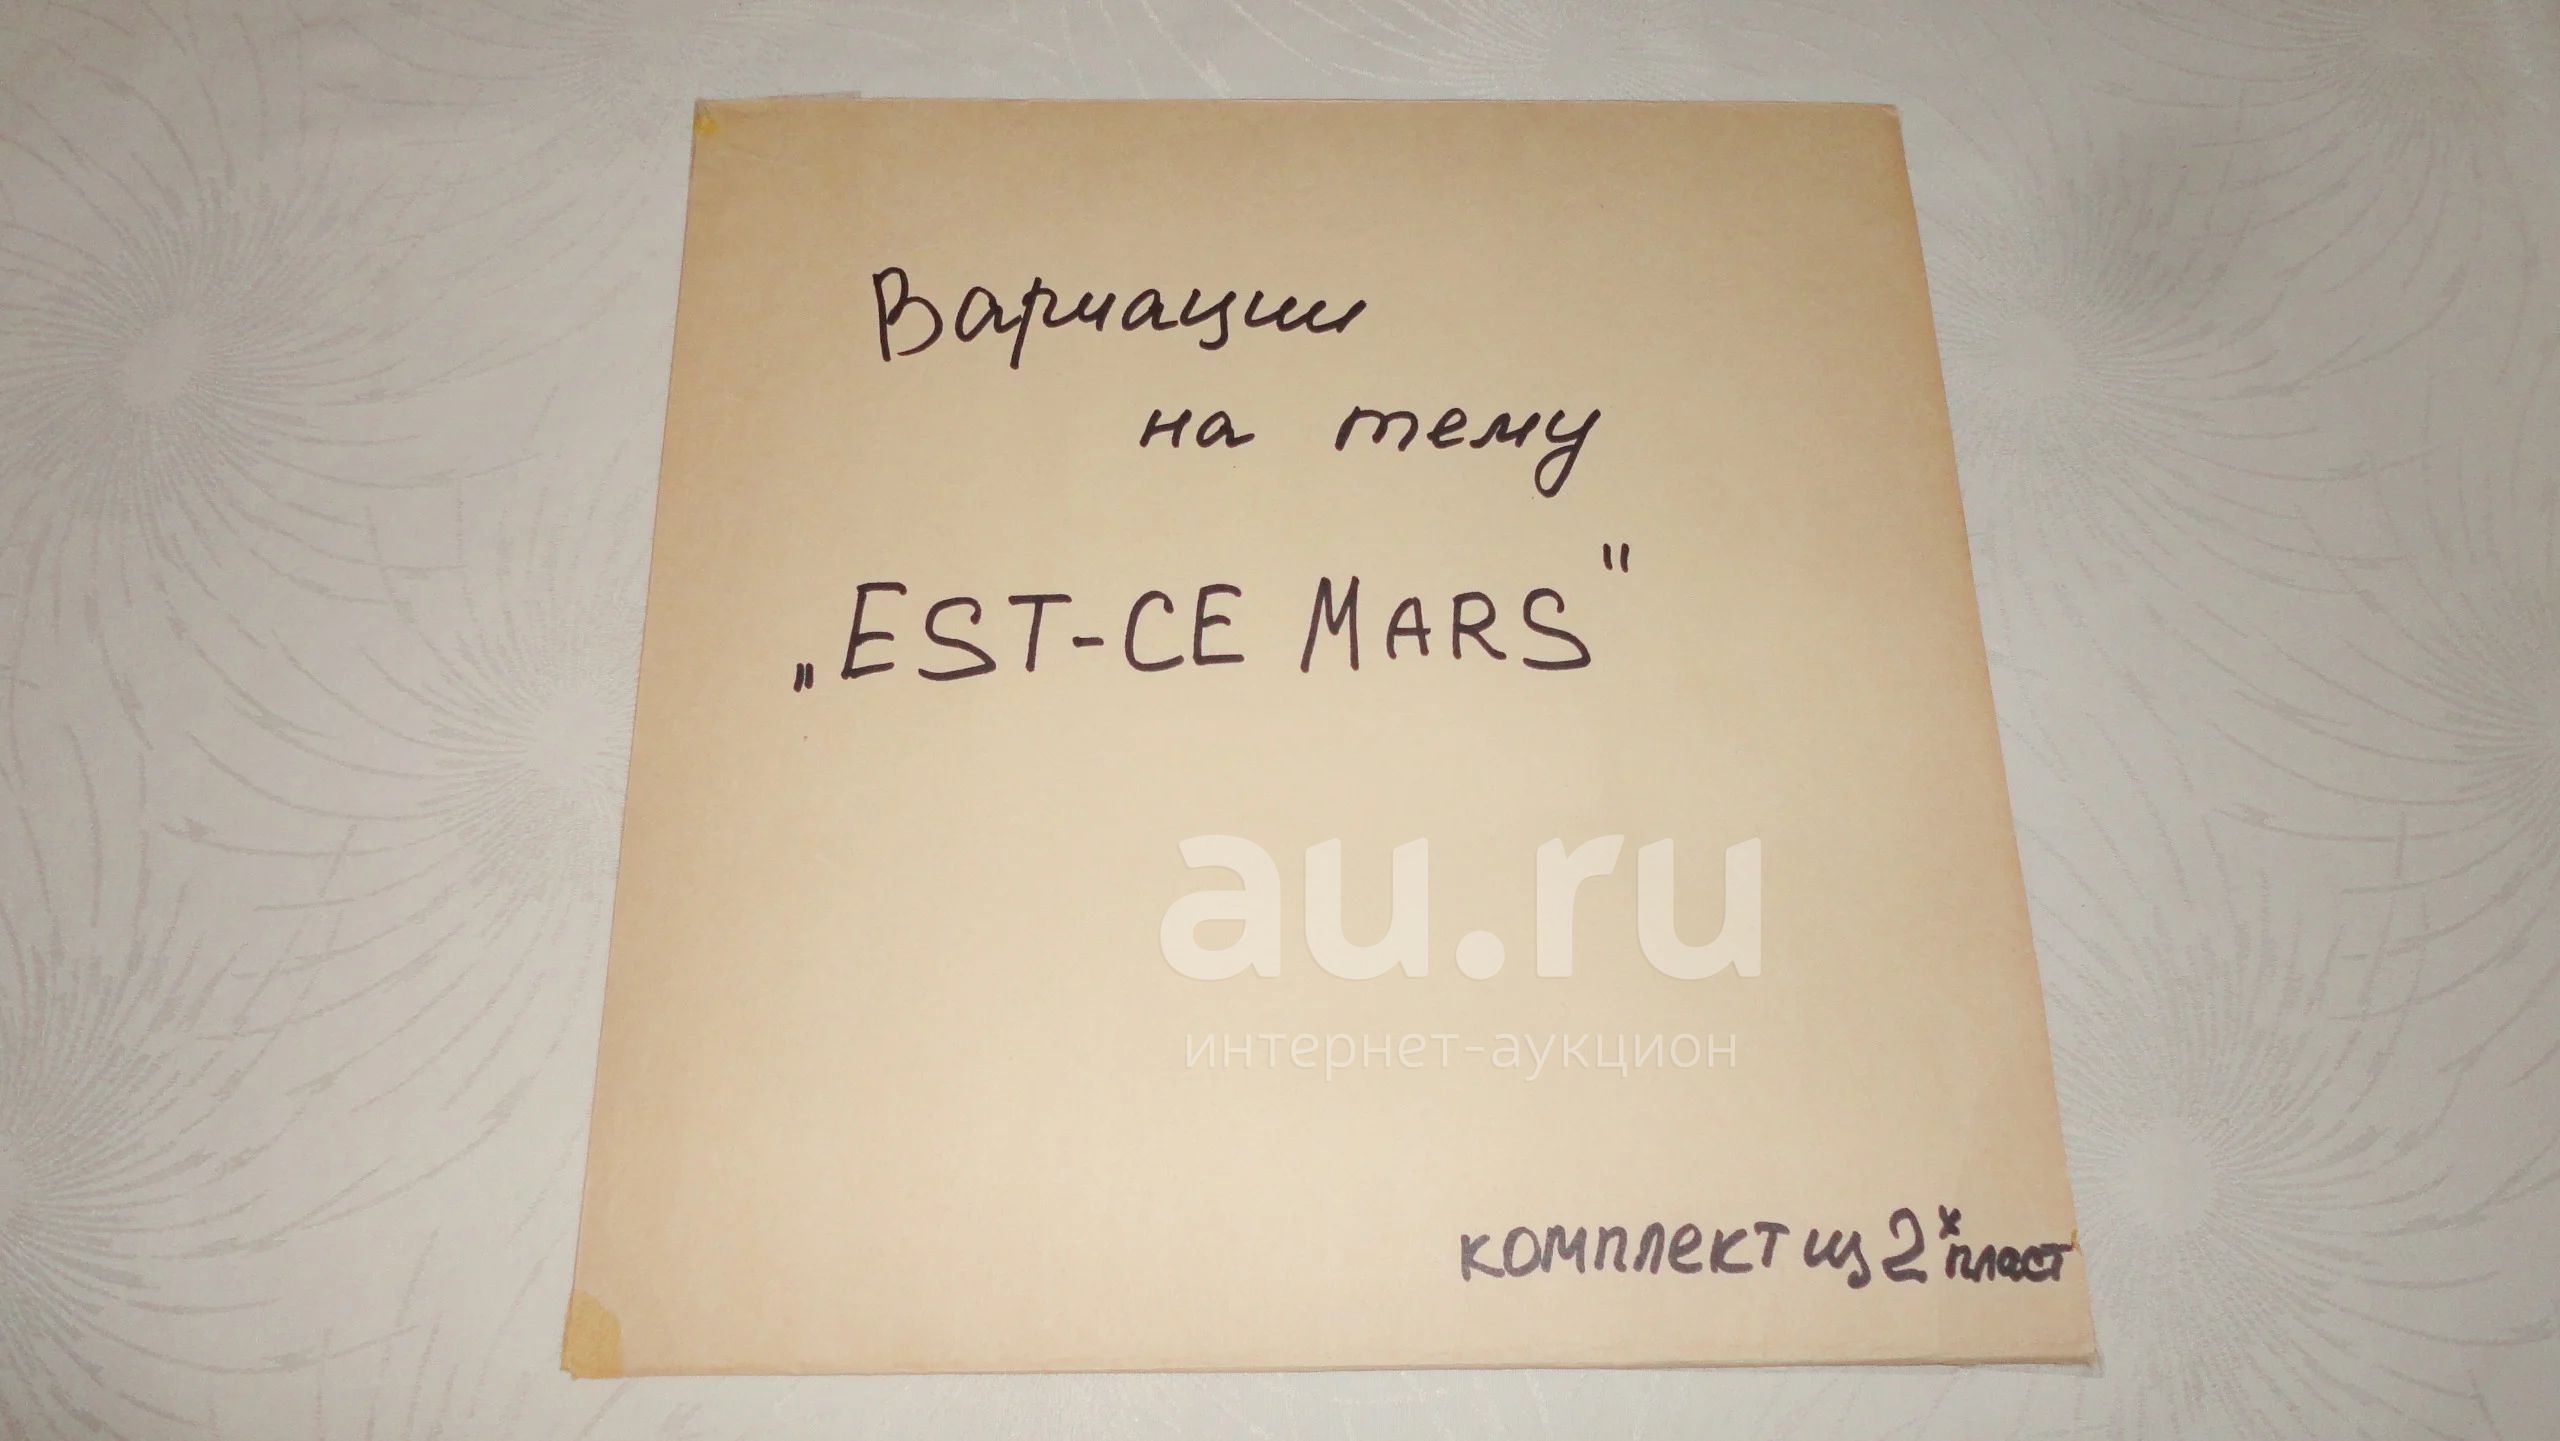 Вариации
на тему
„EST-CE MARS"
au.ru
интернет-аукцион
комплект из 2х пласт